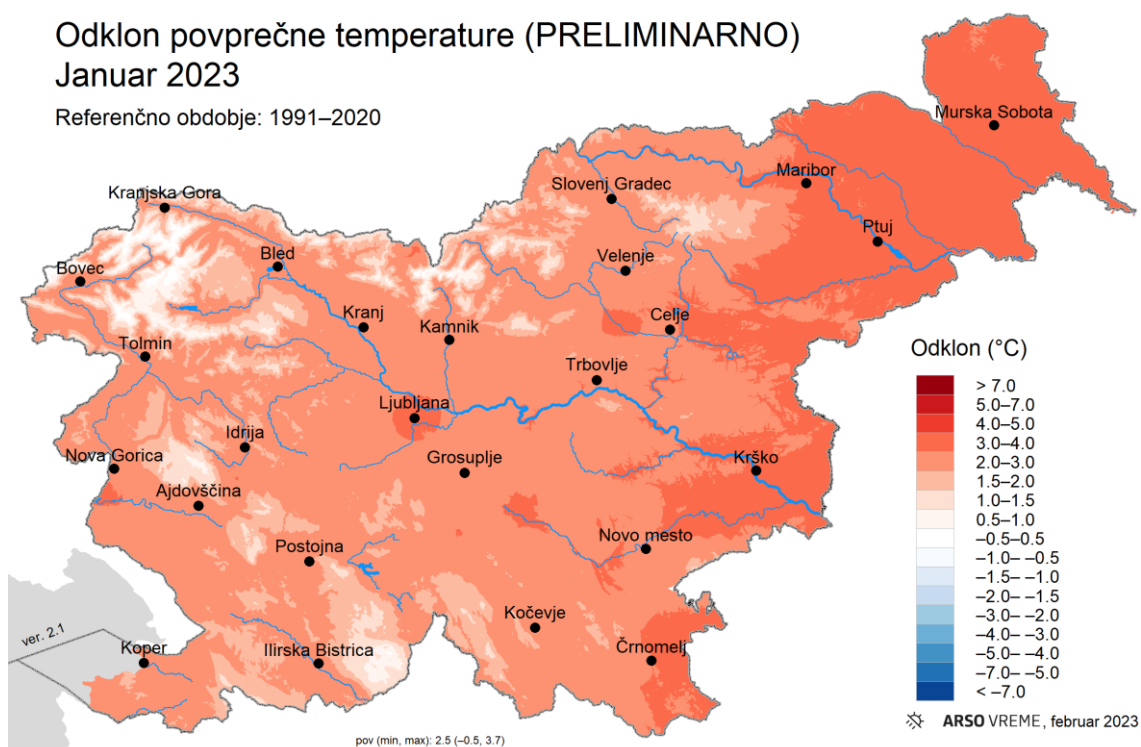 Odklon povprečne temperature (PRELIMINARNO)
Januar 2023
Referenčno obdobje: 1991–2020
Murska Sobota
Maribor
Slovenj Gradec
Kranjska Gora
Ptuj
Bled
Velenje
Bovec
Kranj
Celje
Kamnik
Tolmin
Trbovlje
Ljubljana
Idrija
Nova Gorica
Grosuplje
Krško
Ajdovščina
Novo mesto
Postojna
Kočevje
Črnomelj
Koper
Ilirska Bistrica
ver. 2.1
Odklon (°C)
> 7.0
5.0–7.0
4.0–5.0
3.0–4.0
2.0–3.0
1.5–2.0
1.0–1.5
0.5–1.0
–0.5–0.5
–1.0– –0.5
–1.5– –1.0
–2.0– –1.5
–3.0– –2.0
–4.0– –3.0
–5.0– –4.0
–7.0– –5.0
< –7.0
ARSO VREME, februar 2023
pov (min, max): 2.5 (–0.5, 3.7)